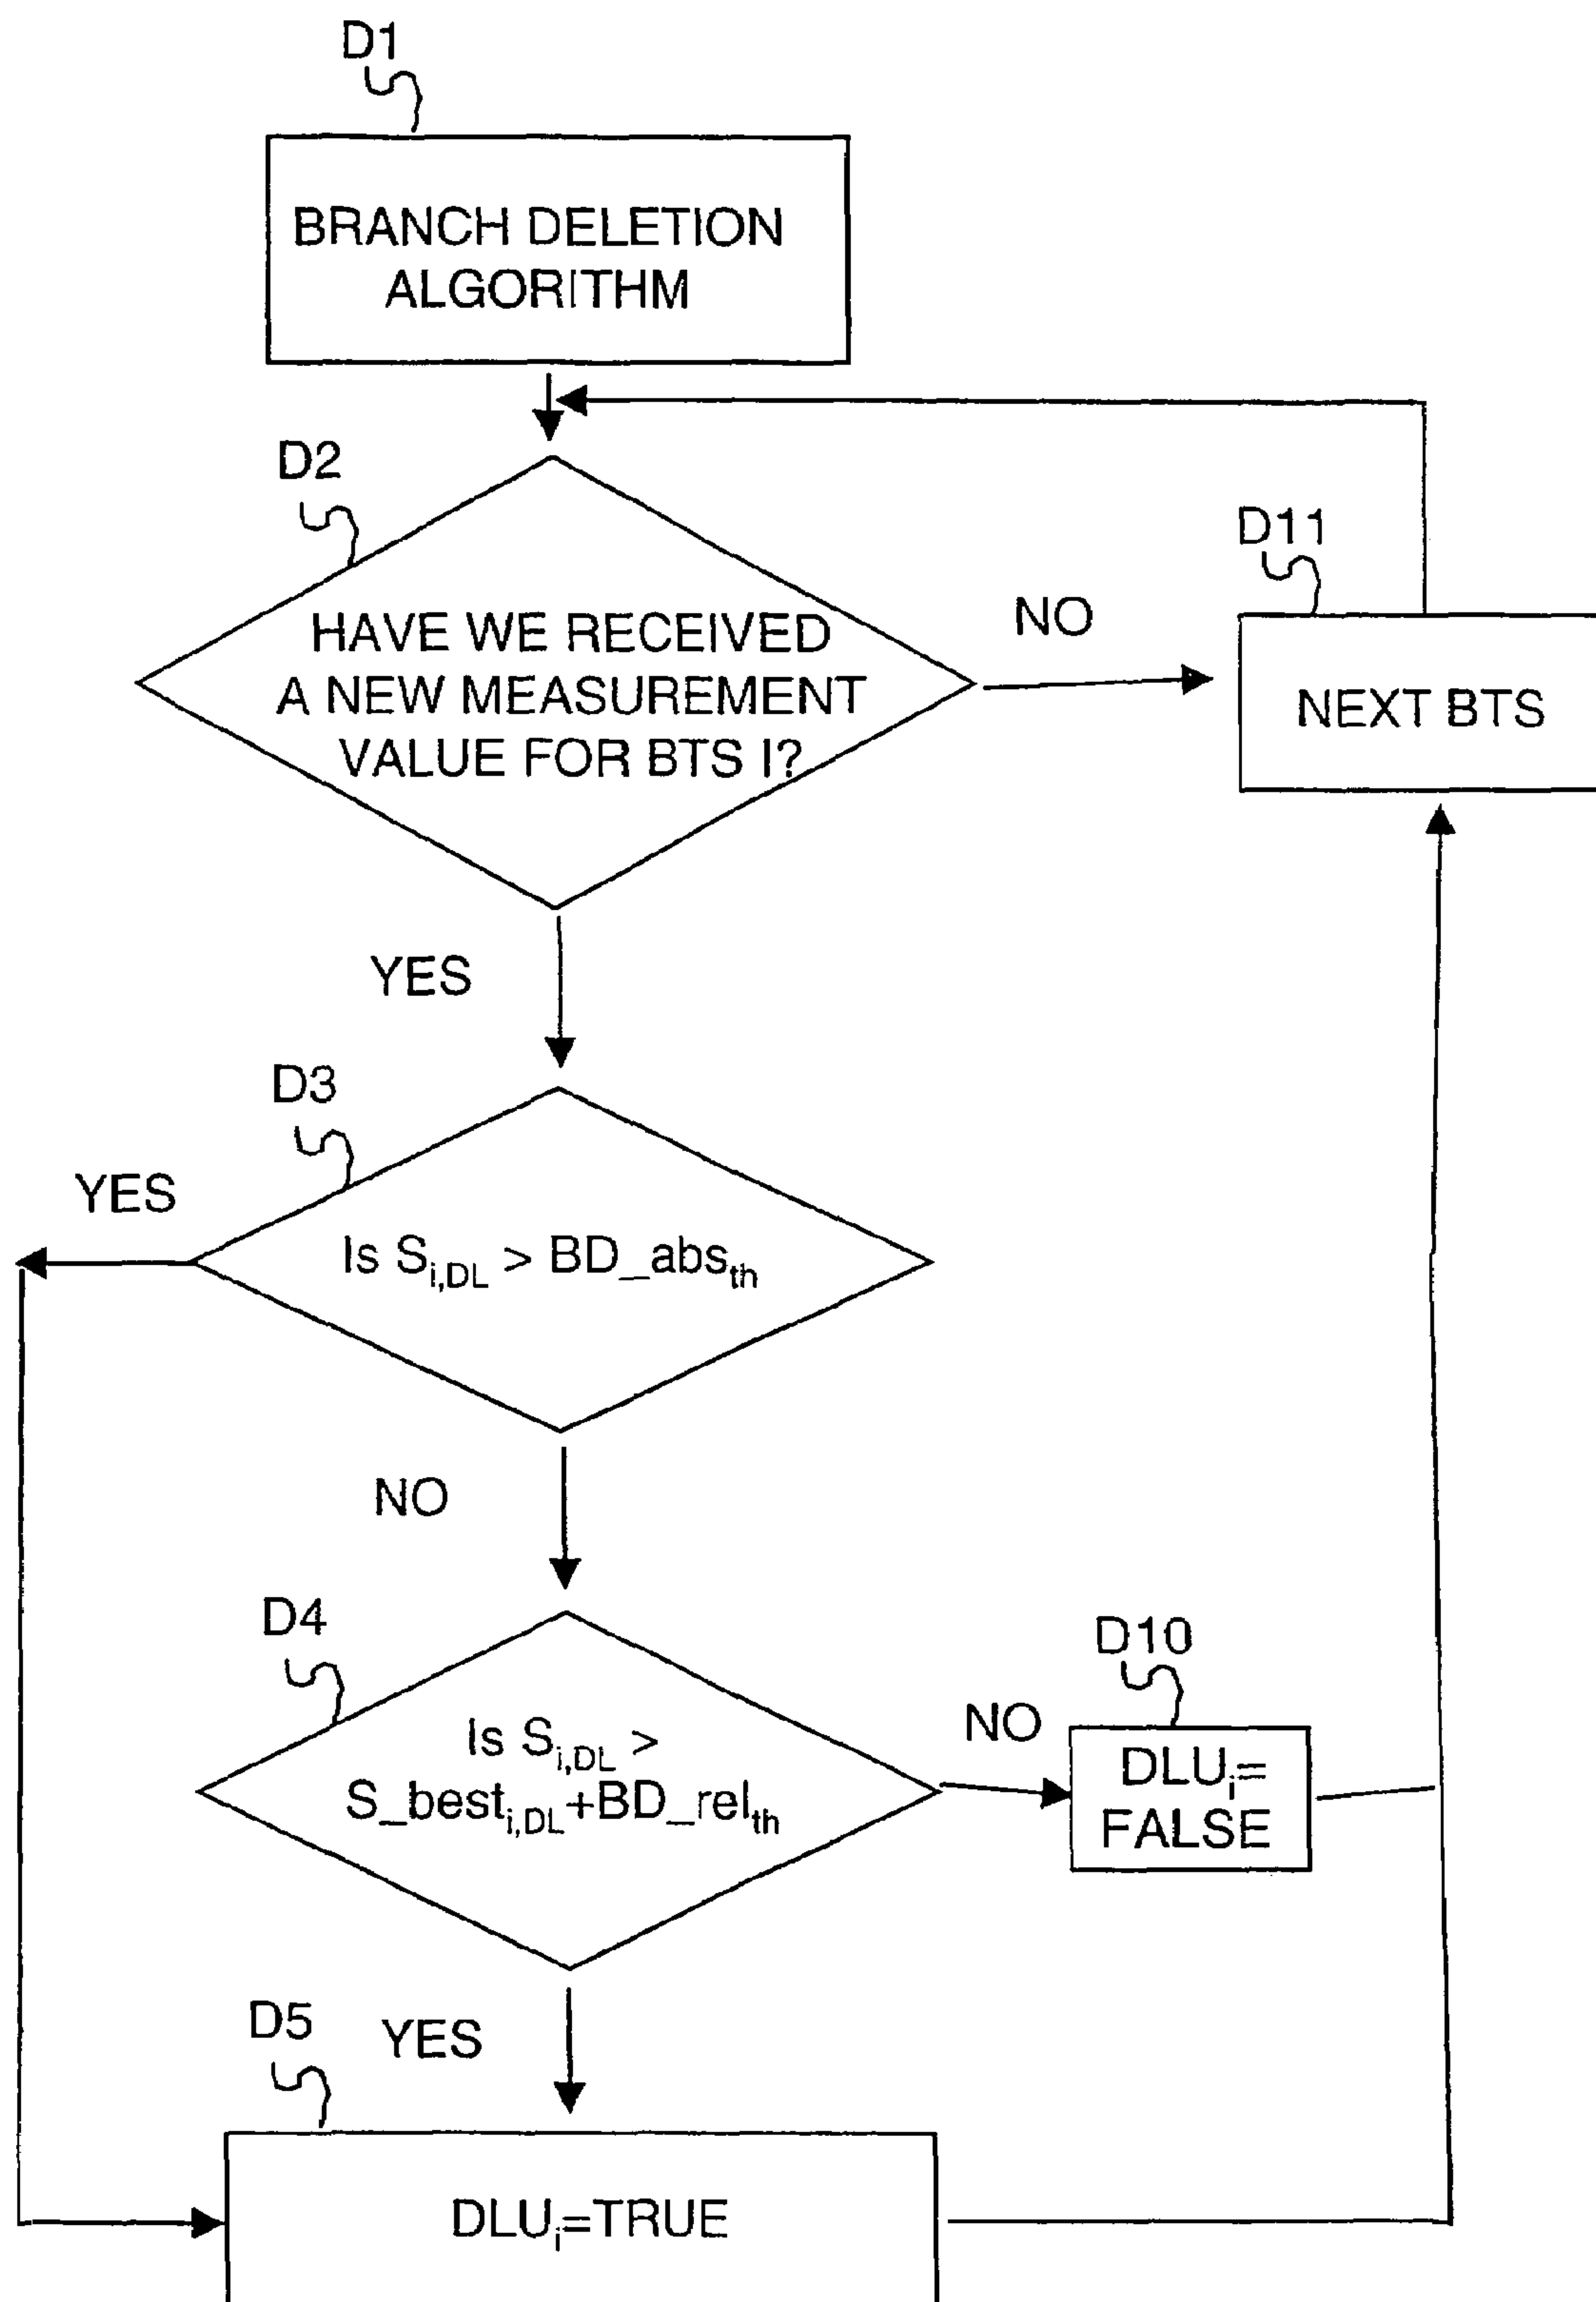 D1
BRANCH DELETION
ALGORITHM
D2
D11
HAVE WE RECEIVED
A NEW MEASUREMENT
VALUE FOR BTS I?
NO
NEXT BTS
YES
D3
YES
Is S_{i,DL} > BD_abs_{th}
NO
D4
D10
Is S_{i,DL} >
S_best_{i,DL}+BD_rel_{th}
NO
DLU_i=
FALSE
D5
YES
DLU_i=TRUE